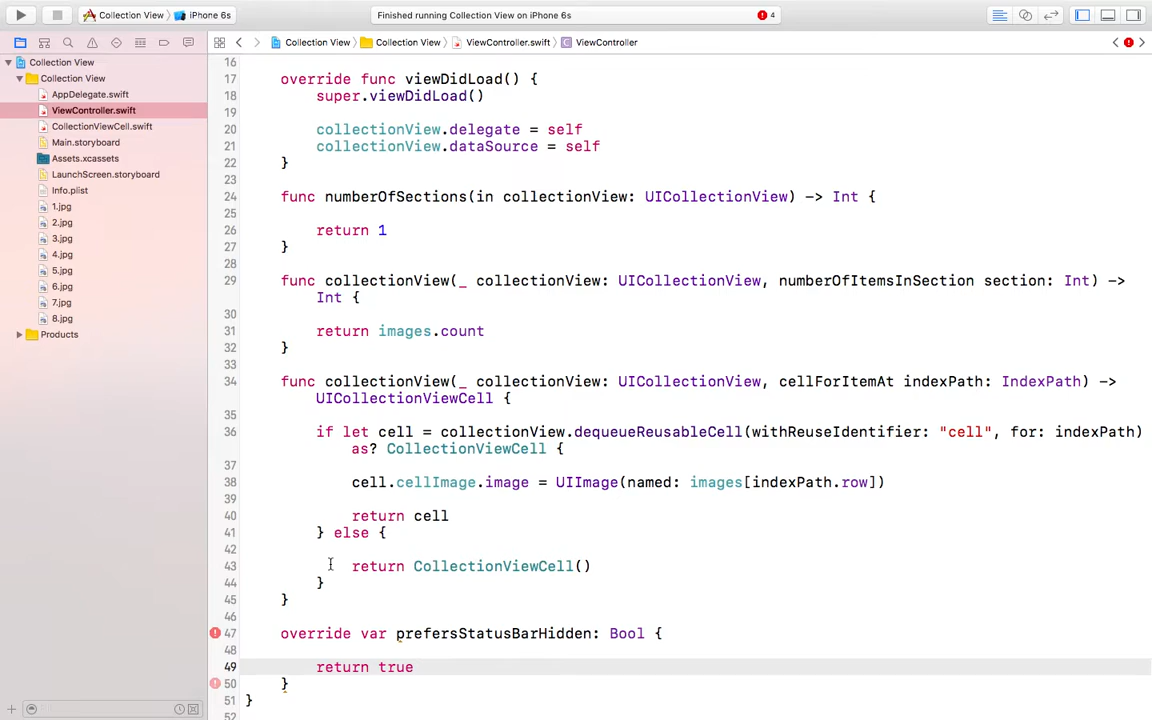 Collection View iPhone 6s
Finished running Collection View on iPhone 6s
4
Collection View Collection View ViewController.swift C ViewController
Collection View
Collection View
AppDelegate.swift
ViewController.swift
CollectionViewCell.swift
Main.storyboard
Assets.xcassets
LaunchScreen.storyboard
Info.plist
1.jpg
2.jpg
3.jpg
4.jpg
5.jpg
6.jpg
7.jpg
8.jpg
Products
16
17 override func viewDidLoad() {
18 super.viewDidLoad()
19
20 collectionView.delegate = self
21 collectionView.dataSource = self
22 }
23
24 func numberOfSections(in collectionView: UICollectionView) -> Int {
25
26 return 1
27 }
28
29 func collectionView(_ collectionView: UICollectionView, numberOfItemsInSection section: Int) ->
Int {
30
31 return images.count
32 }
33
34 func collectionView(_ collectionView: UICollectionView, cellForItemAt indexPath: IndexPath) ->
UICollectionViewCell {
35
36 if let cell = collectionView.dequeueReusableCell(withReuseIdentifier: "cell", for: indexPath)
as? CollectionViewCell {
37
38 cell.cellImage.image = UIImage(named: images[indexPath.row])
39
40 return cell
41 } else {
42
43 return CollectionViewCell()
44 }
45 }
46
47 override var prefersStatusBarHidden: Bool {
48
49 return true
50 }
51 }
52